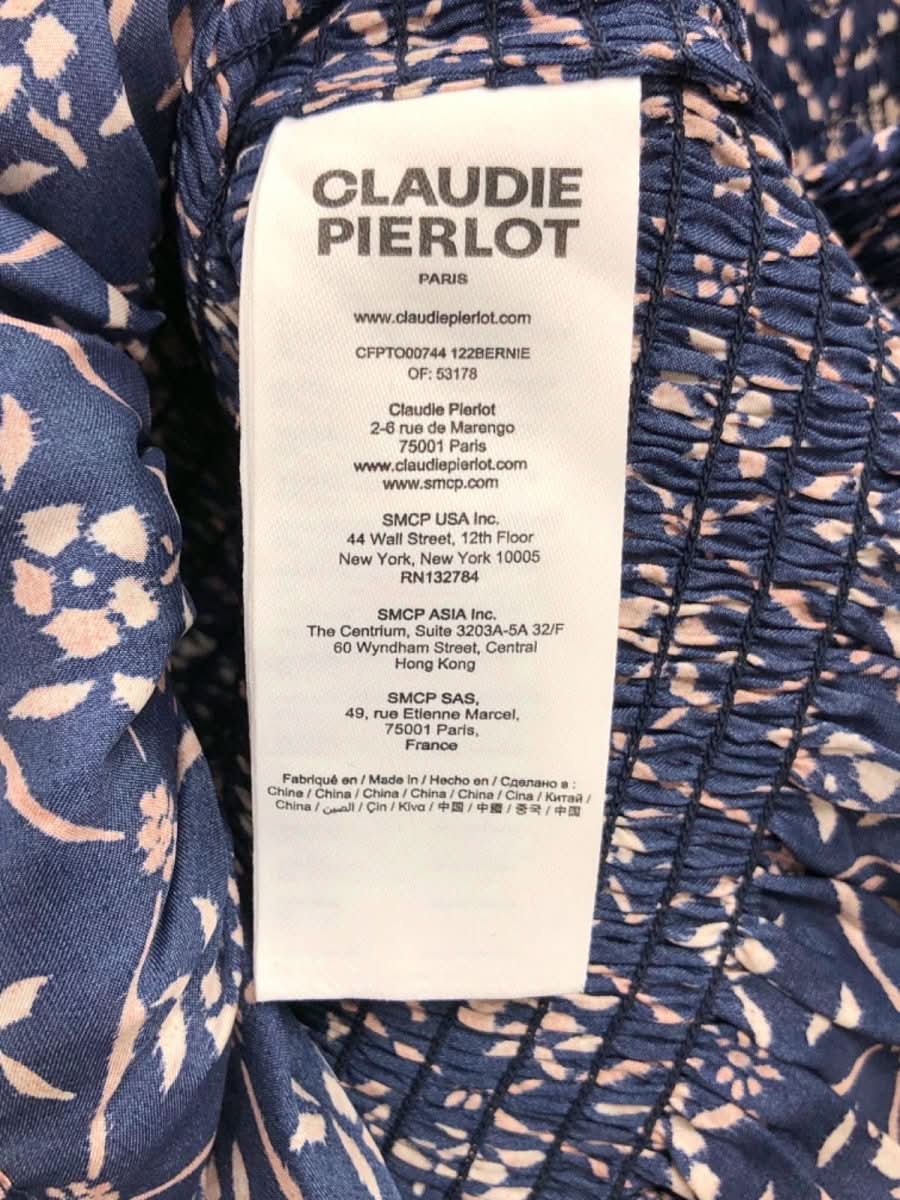 CLAUDIE
PIERLOT
PARIS
www.claudiepierlot.com
CFPTO00744 122BERNIE
OF: 53178
Claudie Pierlot
2-6 rue de Marengo
75001 Paris
www.claudiepierlot.com
www.smcp.com
SMCP USA Inc.
44 Wall Street, 12th Floor
New York, New York 10005
RN132784
SMCP ASIA Inc.
The Centrium, Suite 3203A-5A 32/F
60 Wyndham Street, Central
Hong Kong
SMCP SAS,
49, rue Etienne Marcel,
75001 Paris,
France
Fabriqué en / Made in / Hecho en / Сделано в :
Chine / China / China / China / China / Cina / Китай /
China / الصين / Çin / Kíva / 中国 / 中國 / 중국 / 中国